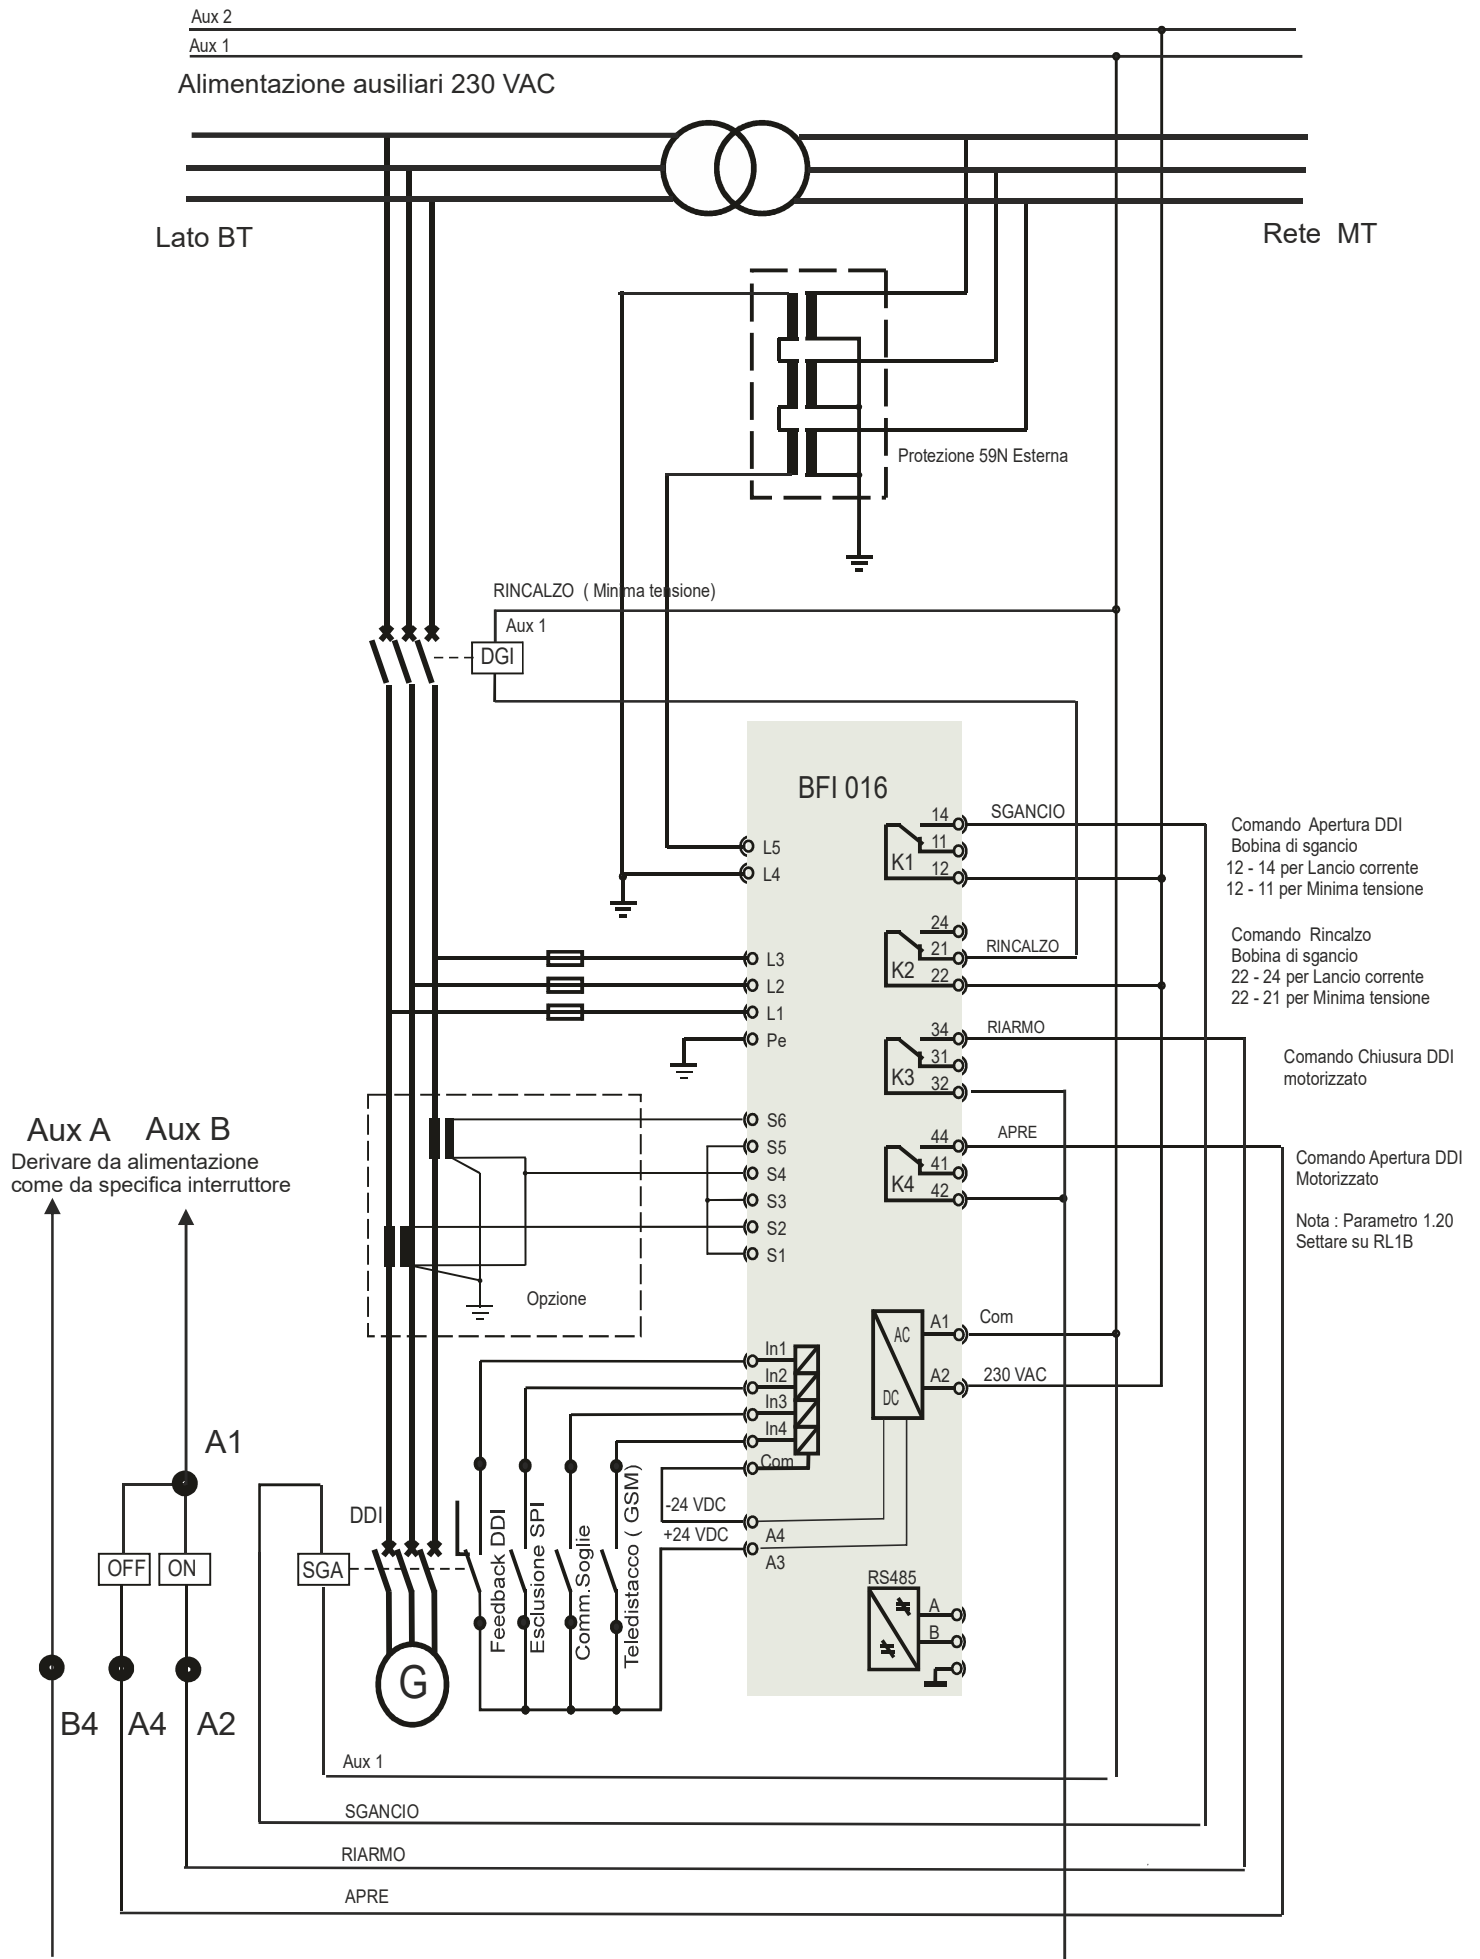 Aux 2
Aux 1
Alimentazione ausiliari 230 VAC
Lato BT
Rete MT
Protezione 59N Esterna
RINCALZO ( Minima tensione)
Aux 1
DGI
BFI 016
L5
L4
L3
L2
L1
Pe
S6
S5
S4
S3
S2
S1
14
11
12
K1
SGANCIO
24
21
22
K2
RINCALZO
34
31
32
K3
RIARMO
44
41
42
K4
APRE
Comando Apertura DDI
Bobina di sgancio
12 - 14 per Lancio corrente
12 - 11 per Minima tensione
Comando Rincalzo
Bobina di sgancio
22 - 24 per Lancio corrente
22 - 21 per Minima tensione
Comando Chiusura DDI
motorizzato
Comando Apertura DDI
Motorizzato
Nota : Parametro 1.20
Settare su RL1B
Aux A
Aux B
Derivare da alimentazione
come da specifica interruttore
Opzione
In1
In2
In3
In4
Com
AC
DC
A1
A2
Com
230 VAC
-24 VDC
+24 VDC
A4
A3
RS485
A
B
A1
OFF
ON
DDI
SGA
Feedback DDI
Esclusione SPI
Comm.Soglie
Teledistacco ( GSM)
G
B4
A4
A2
Aux 1
SGANCIO
RIARMO
APRE